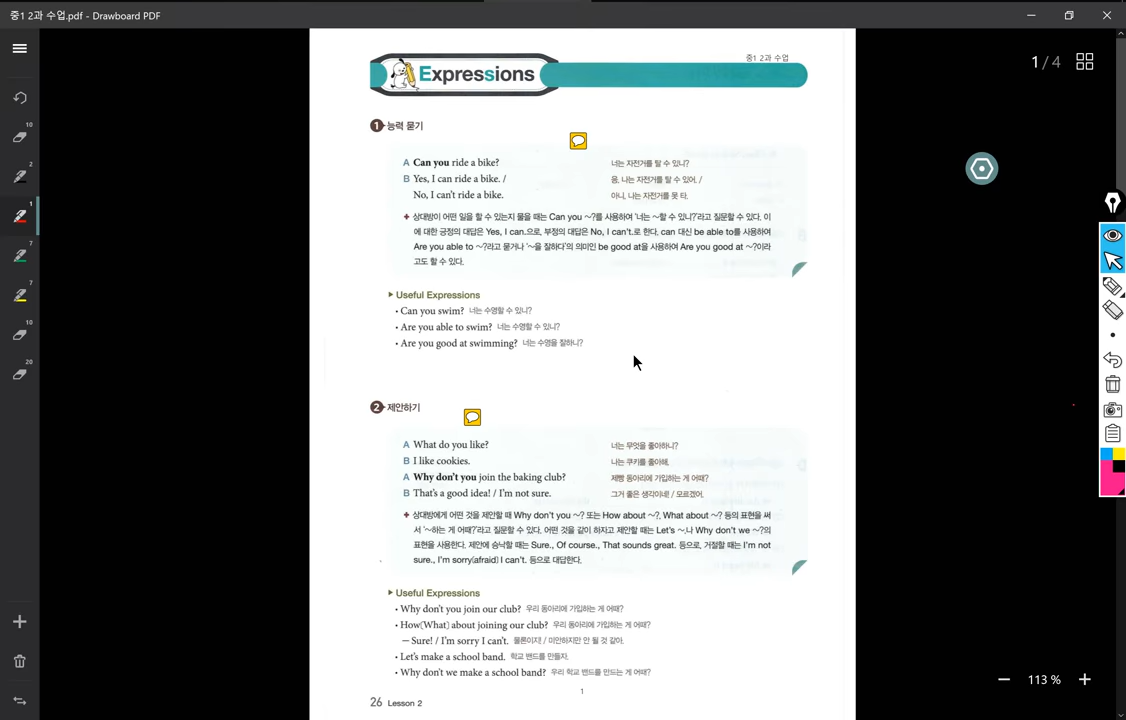 중1 2과 수업.pdf - Drawboard PDF
1 / 4
10
2
1
7
7
10
20
중1 2과 수업
Expressions
1 능력 묻기
A Can you ride a bike? 너는 자전거를 탈 수 있니?
B Yes, I can ride a bike. / 응, 나는 자전거를 탈 수 있어. /
No, I can't ride a bike. 아니, 나는 자전거를 못 타.
+ 상대방이 어떤 일을 할 수 있는지 물을 때는 Can you ~?를 사용하여 '너는 ~할 수 있니?'라고 질문할 수 있다. 이
에 대한 긍정의 대답은 Yes, I can.으로, 부정의 대답은 No, I can't.로 한다. can 대신 be able to를 사용하여
Are you able to ~?라고 묻거나 '~을 잘하다'의 의미인 be good at을 사용하여 Are you good at ~?이라
고도 할 수 있다.
▶ Useful Expressions
• Can you swim? 너는 수영할 수 있니?
• Are you able to swim? 너는 수영할 수 있니?
• Are you good at swimming? 너는 수영을 잘하니?
2 제안하기
A What do you like? 너는 무엇을 좋아하니?
B I like cookies. 나는 쿠키를 좋아해.
A Why don't you join the baking club? 제빵 동아리에 가입하는 게 어때?
B That's a good idea! / I'm not sure. 그거 좋은 생각이네! / 모르겠어.
+ 상대방에게 어떤 것을 제안할 때 Why don't you ~? 또는 How about ~?, What about ~? 등의 표현을 써
서 '~하는 게 어때?'라고 질문할 수 있다. 어떤 것을 같이 하자고 제안할 때는 Let's ~.나 Why don't we ~?의
표현을 사용한다. 제안에 승낙할 때는 Sure., Of course., That sounds great. 등으로, 거절할 때는 I'm not
sure., I'm sorry[afraid] I can't. 등으로 대답한다.
▶ Useful Expressions
• Why don't you join our club? 우리 동아리에 가입하는 게 어때?
• How[What] about joining our club? 우리 동아리에 가입하는 게 어때?
– Sure! / I'm sorry I can't. 물론이지! / 미안하지만 안 될 것 같아.
• Let's make a school band. 학교 밴드를 만들자.
• Why don't we make a school band? 우리 학교 밴드를 만드는 게 어때?
1
26 Lesson 2
113 %